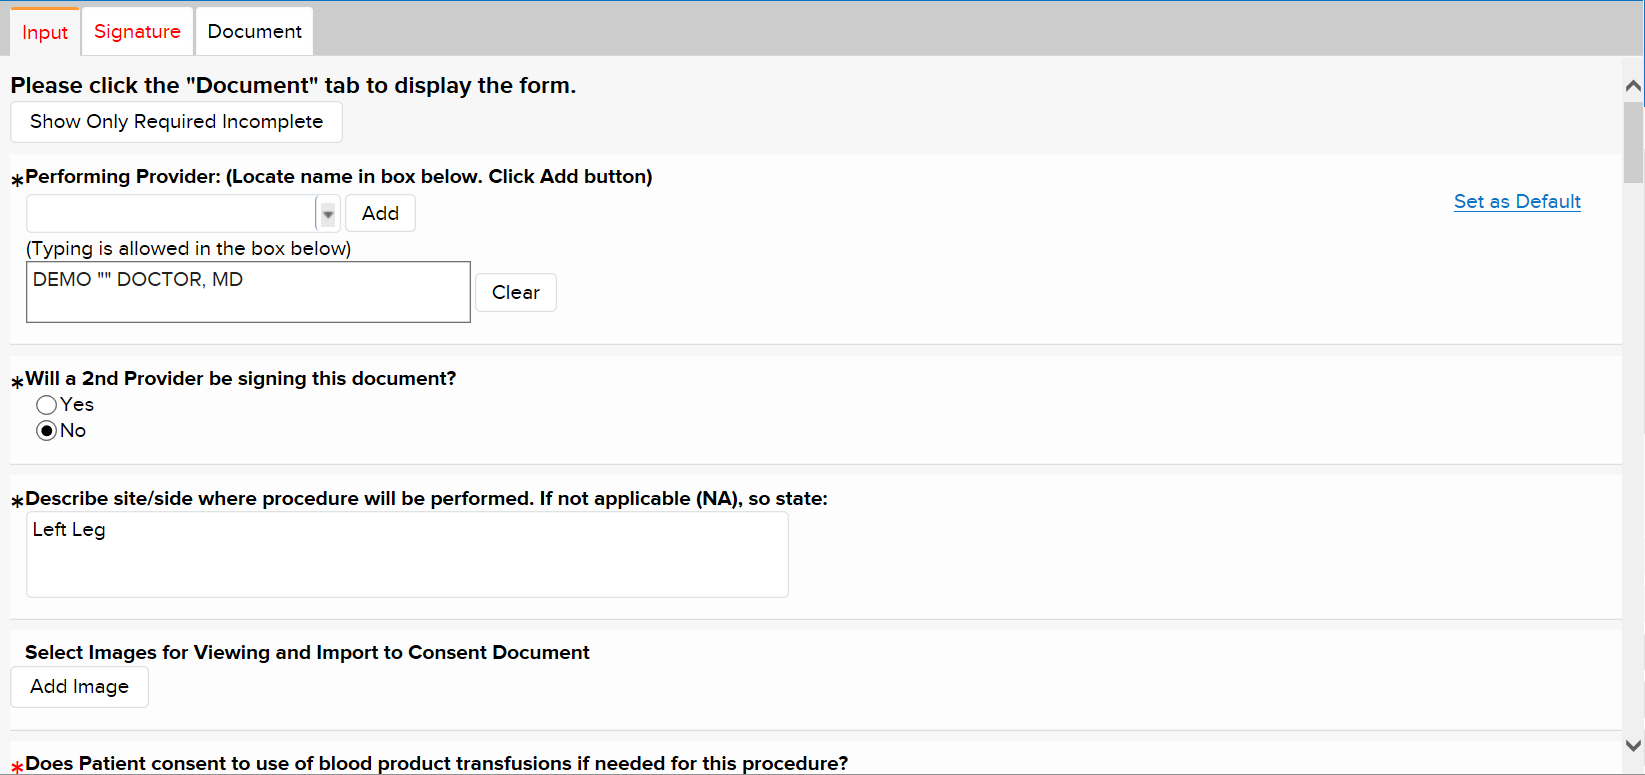 Input Signature Document
Please click the "Document" tab to display the form.
Show Only Required Incomplete
*Performing Provider: (Locate name in box below. Click Add button)
Set as Default
Add
(Typing is allowed in the box below)
DEMO "" DOCTOR, MD
Clear
*Will a 2nd Provider be signing this document?
Yes
No
*Describe site/side where procedure will be performed. If not applicable (NA), so state:
Left Leg
Select Images for Viewing and Import to Consent Document
Add Image
*Does Patient consent to use of blood product transfusions if needed for this procedure?